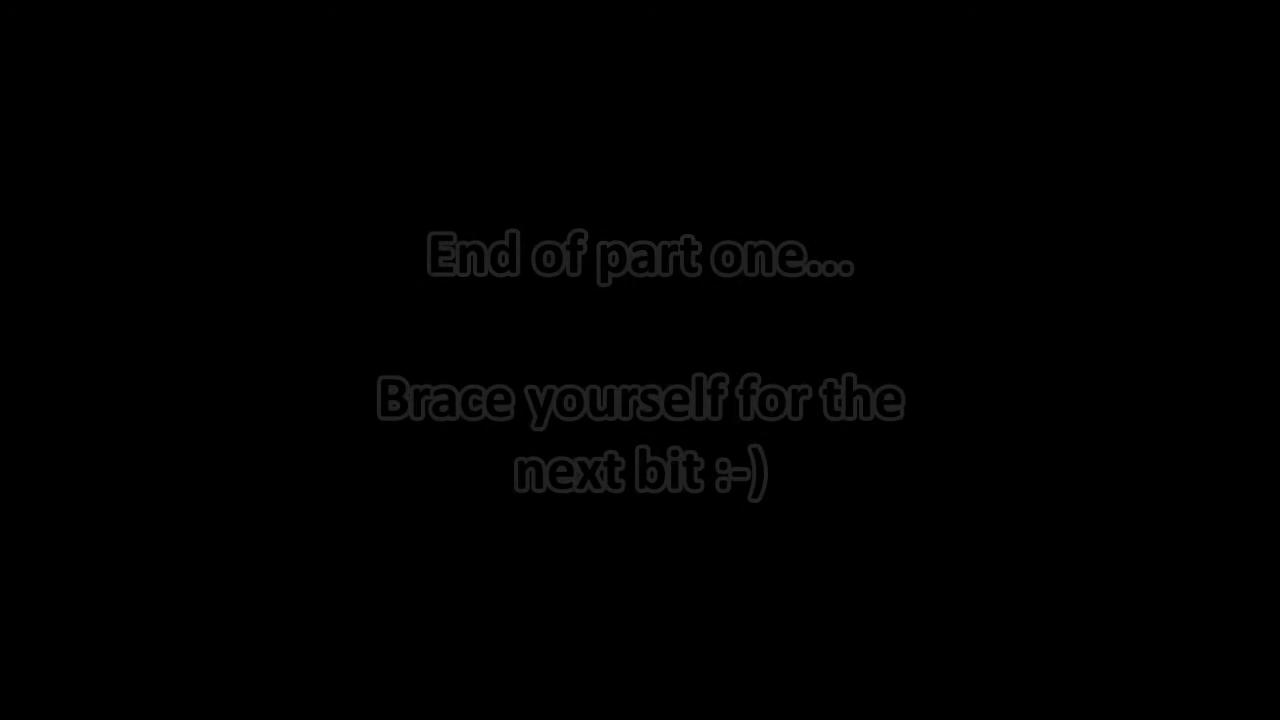 End of part one...
Brace yourself for the
next bit :-)